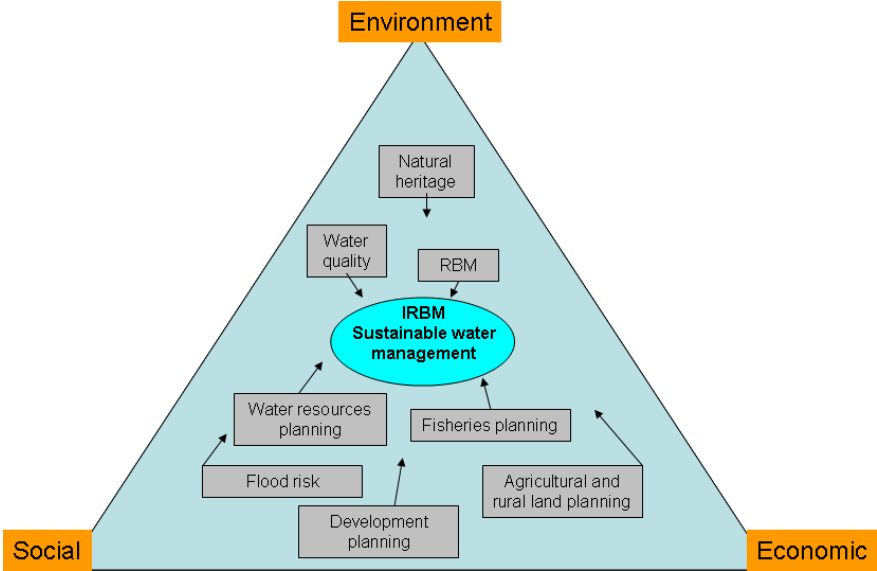 Environment
Natural
heritage
Water
quality
RBM
IRBM
Sustainable water
management
Water resources
planning
Fisheries planning
Flood risk
Agricultural and
rural land planning
Development
planning
Social
Economic